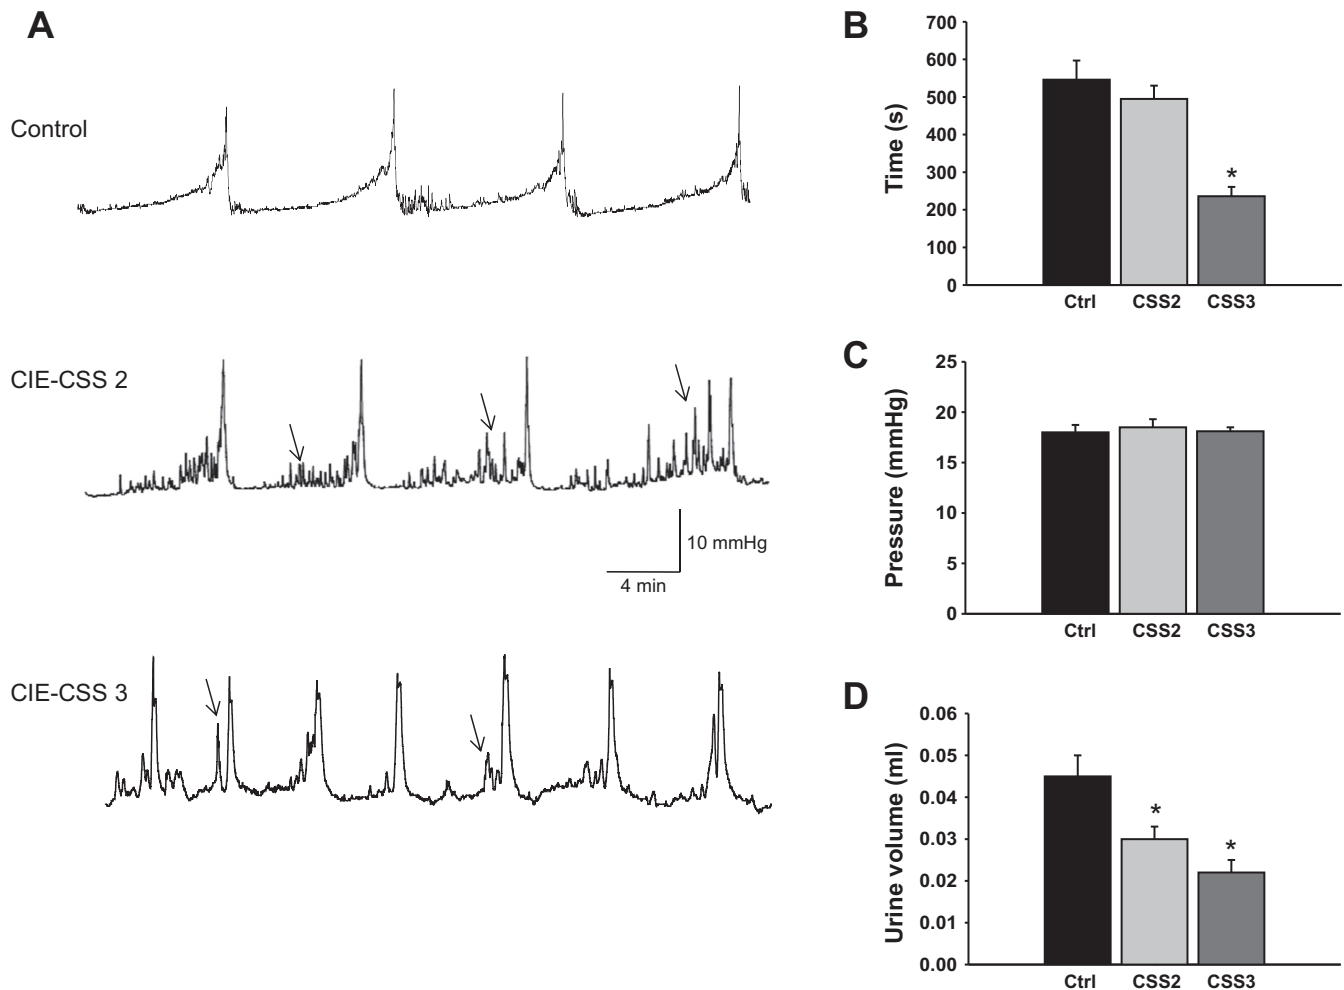 A
Control
CIE-CSS 2
10 mmHg
4 min
CIE-CSS 3
B
Time (s)
700
600
500
400
300
200
100
0
*
Ctrl CSS2 CSS3
C
Pressure (mmHg)
25
20
15
10
5
0
Ctrl CSS2 CSS3
D
Urine volume (ml)
0.06
0.05
0.04
0.03
0.02
0.01
0.00
*
*
Ctrl CSS2 CSS3